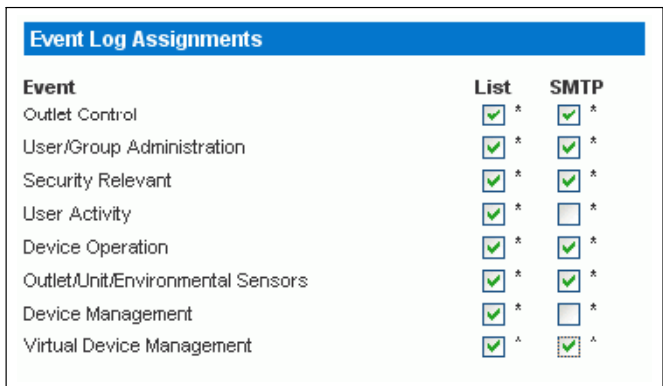 Event Log Assignments
Event List SMTP
Outlet Control * *
User/Group Administration * *
Security Relevant * *
User Activity * *
Device Operation * *
Outlet/Unit/Environmental Sensors * *
Device Management * *
Virtual Device Management * *